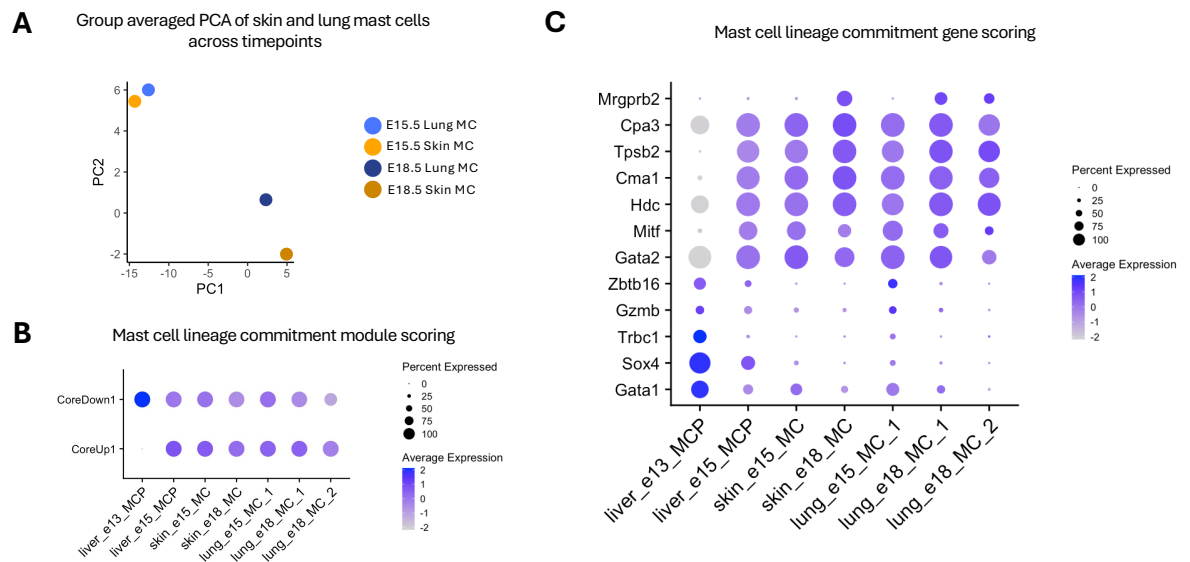 A
Group averaged PCA of skin and lung mast cells
across timepoints
6
4
2
0
-2
PC2
-15
-10
-5
0
5
PC1
E15.5 Lung MC
E15.5 Skin MC
E18.5 Lung MC
E18.5 Skin MC
B
Mast cell lineage commitment module scoring
CoreDown1
CoreUp1
liver_e13_MCP
liver_e15_MCP
skin_e15_MC
skin_e18_MC
lung_e15_MC_1
lung_e18_MC_1
lung_e18_MC_2
Percent Expressed
0
25
50
75
100
Average Expression
2
1
0
-1
-2
C
Mast cell lineage commitment gene scoring
Mrgprb2
Cpa3
Tpsb2
Cma1
Hdc
Mitf
Gata2
Zbtb16
Gzmb
Trbc1
Sox4
Gata1
liver_e13_MCP
liver_e15_MCP
skin_e15_MC
skin_e18_MC
lung_e15_MC_1
lung_e18_MC_1
lung_e18_MC_2
Percent Expressed
0
25
50
75
100
Average Expression
2
1
0
-1
-2